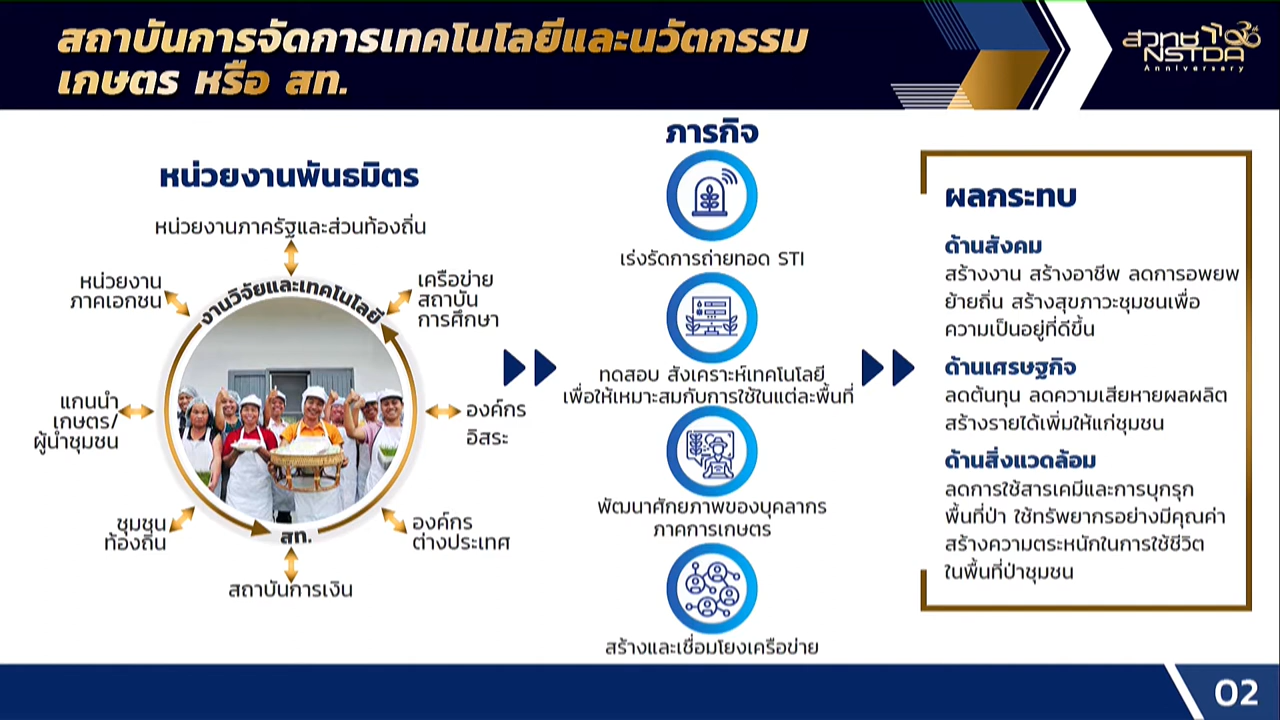 สถาบันการจัดการเทคโนโลยีและนวัตกรรม
เกษตร หรือ สท.
สวทช
NSTDA
Anniversary
หน่วยงานพันธมิตร
หน่วยงานภาครัฐและส่วนท้องถิ่น
หน่วยงาน
ภาคเอกชน
เครือข่าย
สถาบัน
การศึกษา
งานวิจัยและเทคโนโลยี
แกนนำ
เกษตร/
ผู้นำชุมชน
องค์กร
อิสระ
ชุมชน
ท้องถิ่น
สท.
องค์กร
ต่างประเทศ
สถาบันการเงิน
ภารกิจ
เร่งรัดการถ่ายทอด STI
ทดสอบ สังเคราะห์เทคโนโลยี
เพื่อให้เหมาะสมกับการใช้ในแต่ละพื้นที่
พัฒนาศักยภาพของบุคลากร
ภาคการเกษตร
สร้างและเชื่อมโยงเครือข่าย
ผลกระทบ
ด้านสังคม
สร้างงาน สร้างอาชีพ ลดการอพยพ
ย้ายถิ่น สร้างสุขภาวะชุมชนเพื่อ
ความเป็นอยู่ที่ดีขึ้น
ด้านเศรษฐกิจ
ลดต้นทุน ลดความเสียหายผลผลิต
สร้างรายได้เพิ่มให้แก่ชุมชน
ด้านสิ่งแวดล้อม
ลดการใช้สารเคมีและการบุกรุก
พื้นที่ป่า ใช้ทรัพยากรอย่างมีคุณค่า
สร้างความตระหนักในการใช้ชีวิต
ในพื้นที่ป่าชุมชน
02